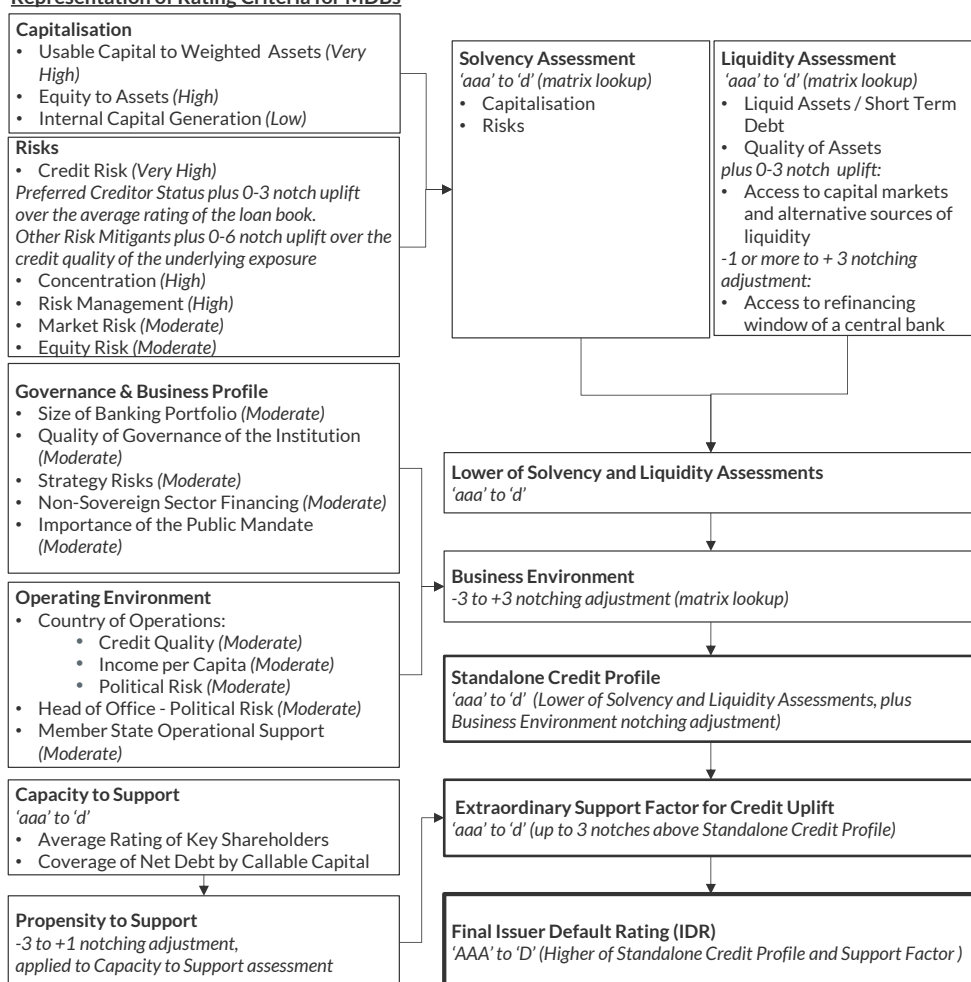 Representation of Rating Criteria for MDBs
Capitalisation
• Usable Capital to Weighted Assets (Very
High)
• Equity to Assets (High)
• Internal Capital Generation (Low)
Risks
• Credit Risk (Very High)
Preferred Creditor Status plus 0-3 notch uplift
over the average rating of the loan book.
Other Risk Mitigants plus 0-6 notch uplift over the
credit quality of the underlying exposure
• Concentration (High)
• Risk Management (High)
• Market Risk (Moderate)
• Equity Risk (Moderate)
Solvency Assessment
‘aaa’ to ‘d’ (matrix lookup)
• Capitalisation
• Risks
Liquidity Assessment
‘aaa’ to ‘d’ (matrix lookup)
• Liquid Assets / Short Term
Debt
• Quality of Assets
plus 0-3 notch uplift:
• Access to capital markets
and alternative sources of
liquidity
-1 or more to + 3 notching
adjustment:
• Access to refinancing
window of a central bank
Governance & Business Profile
• Size of Banking Portfolio (Moderate)
• Quality of Governance of the Institution
(Moderate)
• Strategy Risks (Moderate)
• Non-Sovereign Sector Financing (Moderate)
• Importance of the Public Mandate
(Moderate)
Operating Environment
• Country of Operations:
• Credit Quality (Moderate)
• Income per Capita (Moderate)
• Political Risk (Moderate)
• Head of Office - Political Risk (Moderate)
• Member State Operational Support
(Moderate)
Lower of Solvency and Liquidity Assessments
‘aaa’ to ‘d’
Business Environment
-3 to +3 notching adjustment (matrix lookup)
Standalone Credit Profile
‘aaa’ to ‘d’ (Lower of Solvency and Liquidity Assessments, plus
Business Environment notching adjustment)
Capacity to Support
‘aaa’ to ‘d’
• Average Rating of Key Shareholders
• Coverage of Net Debt by Callable Capital
Propensity to Support
-3 to +1 notching adjustment,
applied to Capacity to Support assessment
Extraordinary Support Factor for Credit Uplift
‘aaa’ to ‘d’ (up to 3 notches above Standalone Credit Profile)
Final Issuer Default Rating (IDR)
‘AAA’ to ‘D’ (Higher of Standalone Credit Profile and Support Factor )